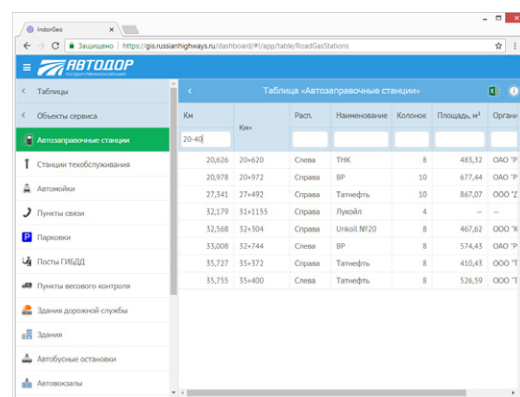 IndorGeo
Защищено | https://gis.russianhighways.ru/dashboard/#!/app/table/RoadGasStations
АВТОДОР
Таблицы
Таблица «Автозаправочные станции»
Объекты сервиса
Автозаправочные станции
Станции техобслуживания
Автомойки
Пункты связи
P Парковки
Посты ГИБДД
Пункты весового контроля
Здания дорожной службы
Здания
Автобусные остановки
Автовокзалы
Км Км+ Расп. Наименование Колонок Площадь, м² Органи
20-40
20,626 20+620 Слева ТНК 8 483,32 ОАО "Р
20,978 20+972 Справа BP 10 677,44 ОАО "Р
27,341 27+492 Справа Татнефть 10 867,07 ООО "Т
32,179 31+1155 Справа Лукойл 4 – –
32,568 32+304 Справа Unkoil №20 8 467,62 ООО "К
33,008 32+744 Слева BP 8 574,43 ОАО "Р
35,727 35+372 Справа Татнефть 8 410,43 ООО "Т
35,755 35+400 Слева Татнефть 8 526,59 ООО "Т